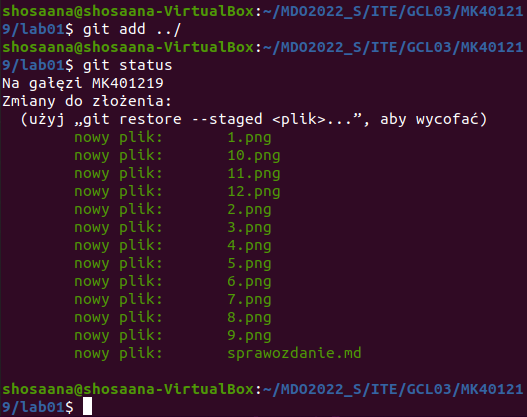 shosaana@shosaana-VirtualBox:~/MDO2022_S/ITE/GCL03/MK40121
9/lab01$ git add ../
shosaana@shosaana-VirtualBox:~/MDO2022_S/ITE/GCL03/MK40121
9/lab01$ git status
Na gałęzi MK401219
Zmiany do złożenia:
  (użyj „git restore --staged <plik>...”, aby wycofać)
        nowy plik:       1.png
        nowy plik:       10.png
        nowy plik:       11.png
        nowy plik:       12.png
        nowy plik:       2.png
        nowy plik:       3.png
        nowy plik:       4.png
        nowy plik:       5.png
        nowy plik:       6.png
        nowy plik:       7.png
        nowy plik:       8.png
        nowy plik:       9.png
        nowy plik:       sprawozdanie.md
shosaana@shosaana-VirtualBox:~/MDO2022_S/ITE/GCL03/MK40121
9/lab01$